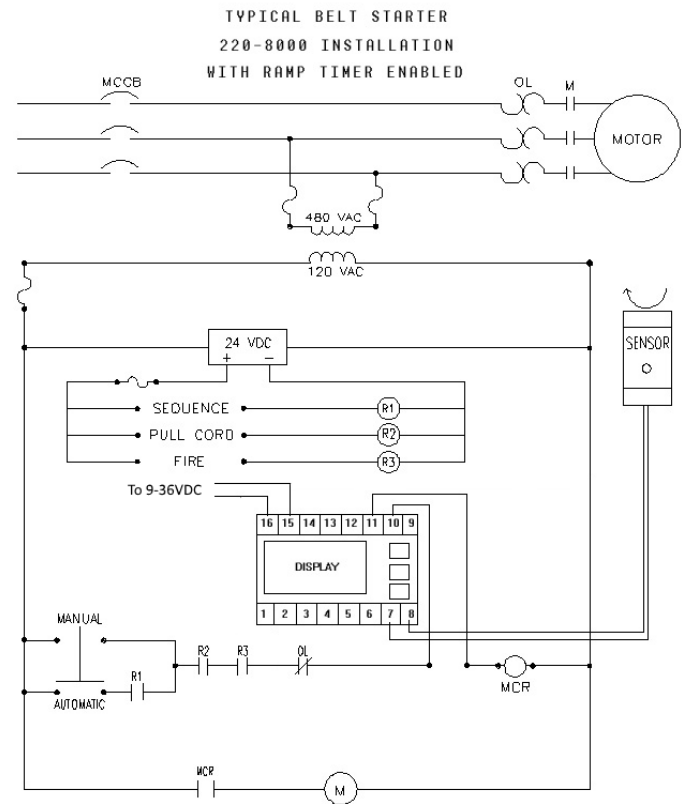 TYPICAL BELT STARTER
220-8000 INSTALLATION
WITH RAMP TIMER ENABLED
MCCB
OL
M
MOTOR
480 VAC
120 VAC
24 VDC
+ −
SENSOR
SEQUENCE
R1
PULL CORD
R2
FIRE
R3
To 9-36VDC
16 15 14 13 12 11 10 9
DISPLAY
1 2 3 4 5 6 7 8
MANUAL
R2
R3
OL
R1
AUTOMATIC
MCR
MCR
M